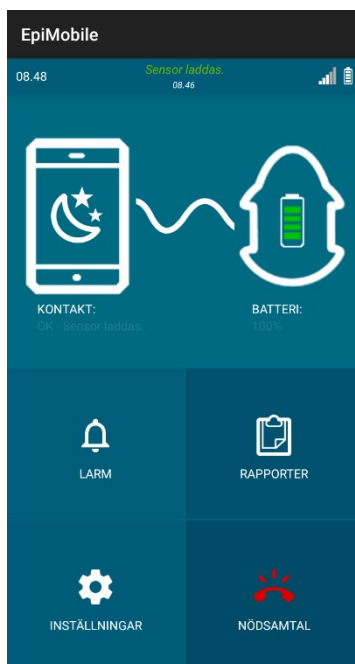 EpiMobile
08.48
Sensor laddas.
08.46
KONTAKT:
OK - Sensor laddas.
BATTERI:
100%
LARM
RAPPORTER
INSTÄLLNINGAR
NÖDSAMTAL